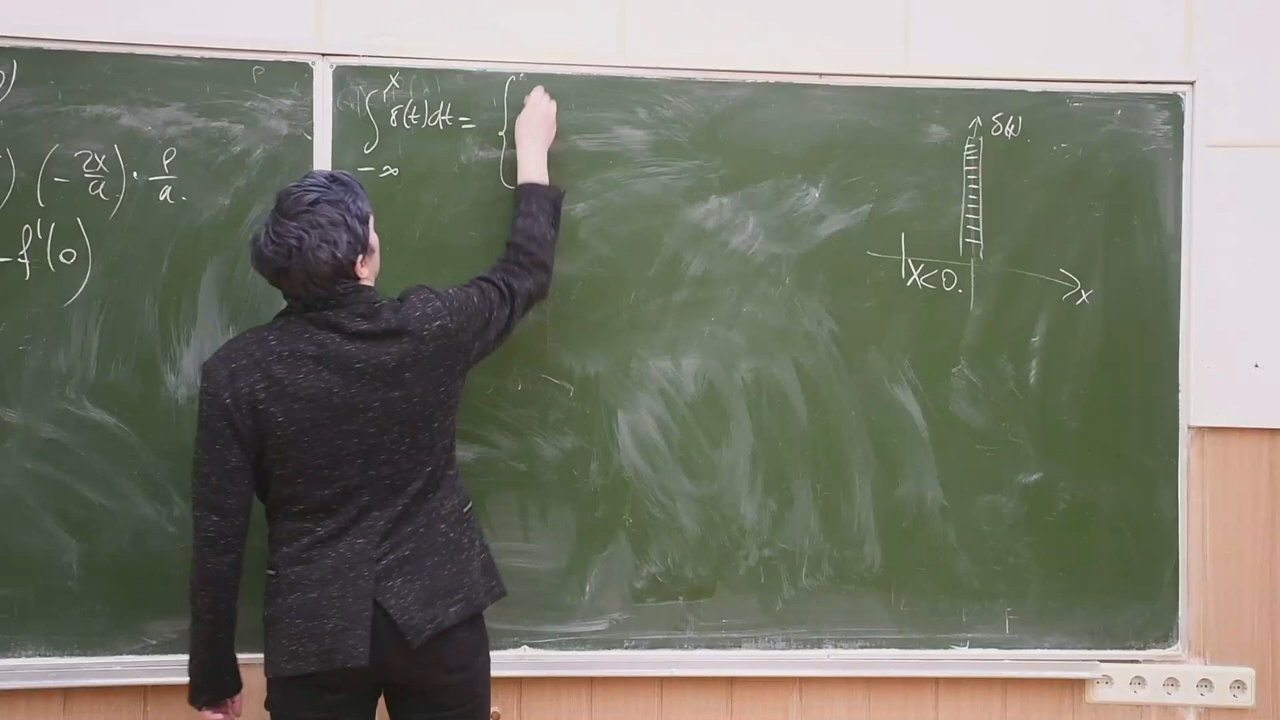 ) (-2x/a) · ρ/a.
-f'(0)
∫_{-∞}^{x} δ(t)dt = {
δ(x).
x<0.
x